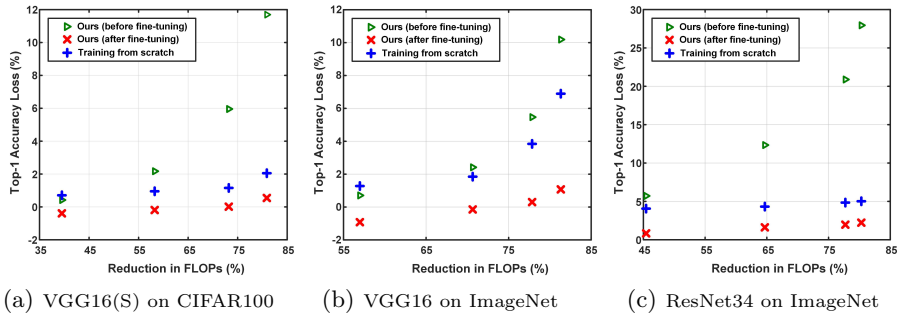 Top-1 Accuracy Loss (%)
12
10
8
6
4
2
0
-2
Ours (before fine-tuning)
Ours (after fine-tuning)
Training from scratch
35 45 55 65 75 85
Reduction in FLOPs (%)
(a) VGG16(S) on CIFAR100
Top-1 Accuracy Loss (%)
12
10
8
6
4
2
0
-2
Ours (before fine-tuning)
Ours (after fine-tuning)
Training from scratch
55 65 75 85
Reduction in FLOPs (%)
(b) VGG16 on ImageNet
Top-1 Accuracy Loss (%)
30
25
20
15
10
5
0
Ours (before fine-tuning)
Ours (after fine-tuning)
Training from scratch
45 55 65 75 85
Reduction in FLOPs (%)
(c) ResNet34 on ImageNet